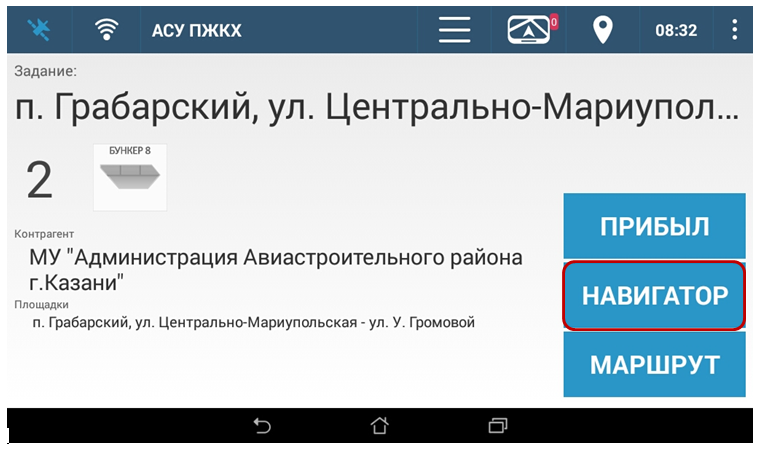 АСУ ПЖКХ
0
08:32
Задание:
п. Грабарский, ул. Центрально-Мариупол...
2
БУНКЕР 8
Контрагент
МУ "Администрация Авиастроительного района
г.Казани"
Площадки
п. Грабарский, ул. Центрально-Мариупольская - ул. У. Громовой
ПРИБЫЛ
НАВИГАТОР
МАРШРУТ